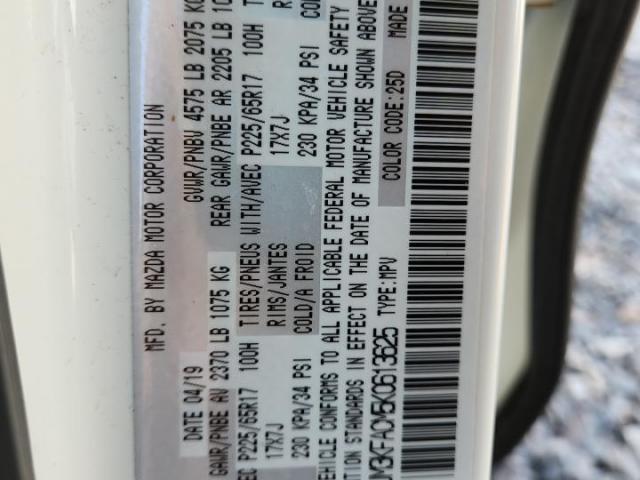 MFD. BY MAZDA MOTOR CORPORATION
DATE 04/19 GVWR/PNBV 4575 LB 2075 KG
GAWR/PNBE AV 2370 LB 1075 KG REAR GAWR/PNBE AR 2205 LB
P225/65R17 100H TIRES/PNEUS WITH/AVEC P225/65R17 100H
17X7J RIMS/JANTES 17X7J
230 KPA/34 PSI COLD/A FROID 230 KPA/34 PSI
VEHICLE CONFORMS TO ALL APPLICABLE FEDERAL MOTOR VEHICLE SAFETY
STANDARDS IN EFFECT ON THE DATE OF MANUFACTURE SHOWN ABOVE
M3KFACM5K0613625 TYPE:MPV COLOR CODE:25D MADE